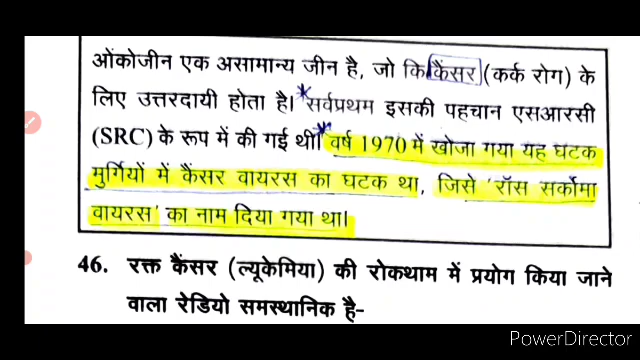 ओंकोजीन एक असामान्य जीन है, जो कि कैंसर (कर्क रोग) के
लिए उत्तरदायी होता है। *सर्वप्रथम इसकी पहचान एसआरसी
(SRC) के रूप में की गई थी।* वर्ष 1970 में खोजा गया यह घटक
मुर्गियों में कैंसर वायरस का घटक था, जिसे 'रॉस सर्कोमा
वायरस' का नाम दिया गया था।
46. रक्त कैंसर (ल्यूकेमिया) की रोकथाम में प्रयोग किया जाने
वाला रेडियो समस्थानिक है-
PowerDirector